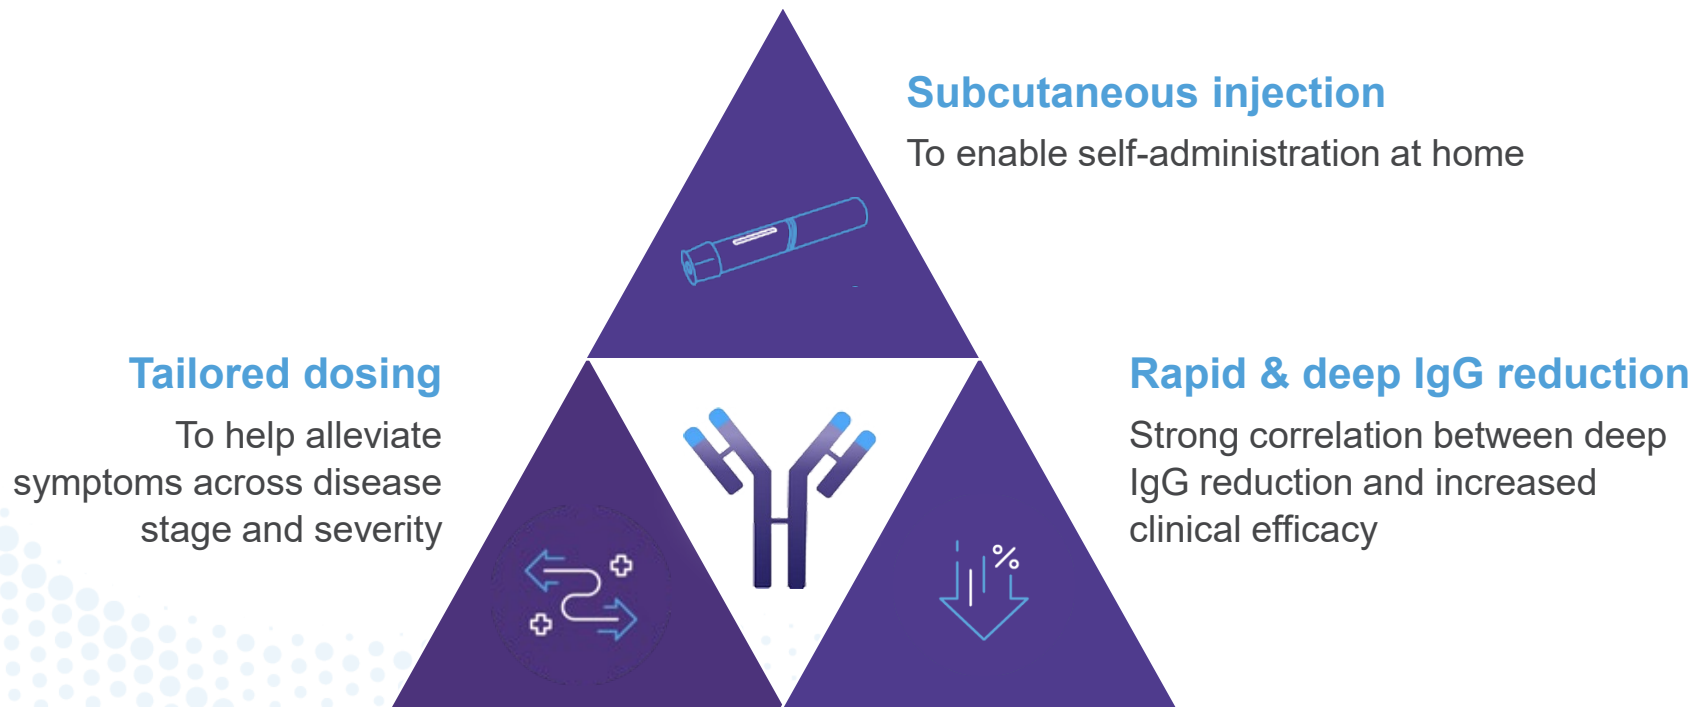 Subcutaneous injection
To enable self-administration at home
Tailored dosing
To help alleviate
symptoms across disease
stage and severity
Rapid & deep IgG reduction
Strong correlation between deep
IgG reduction and increased
clinical efficacy
%